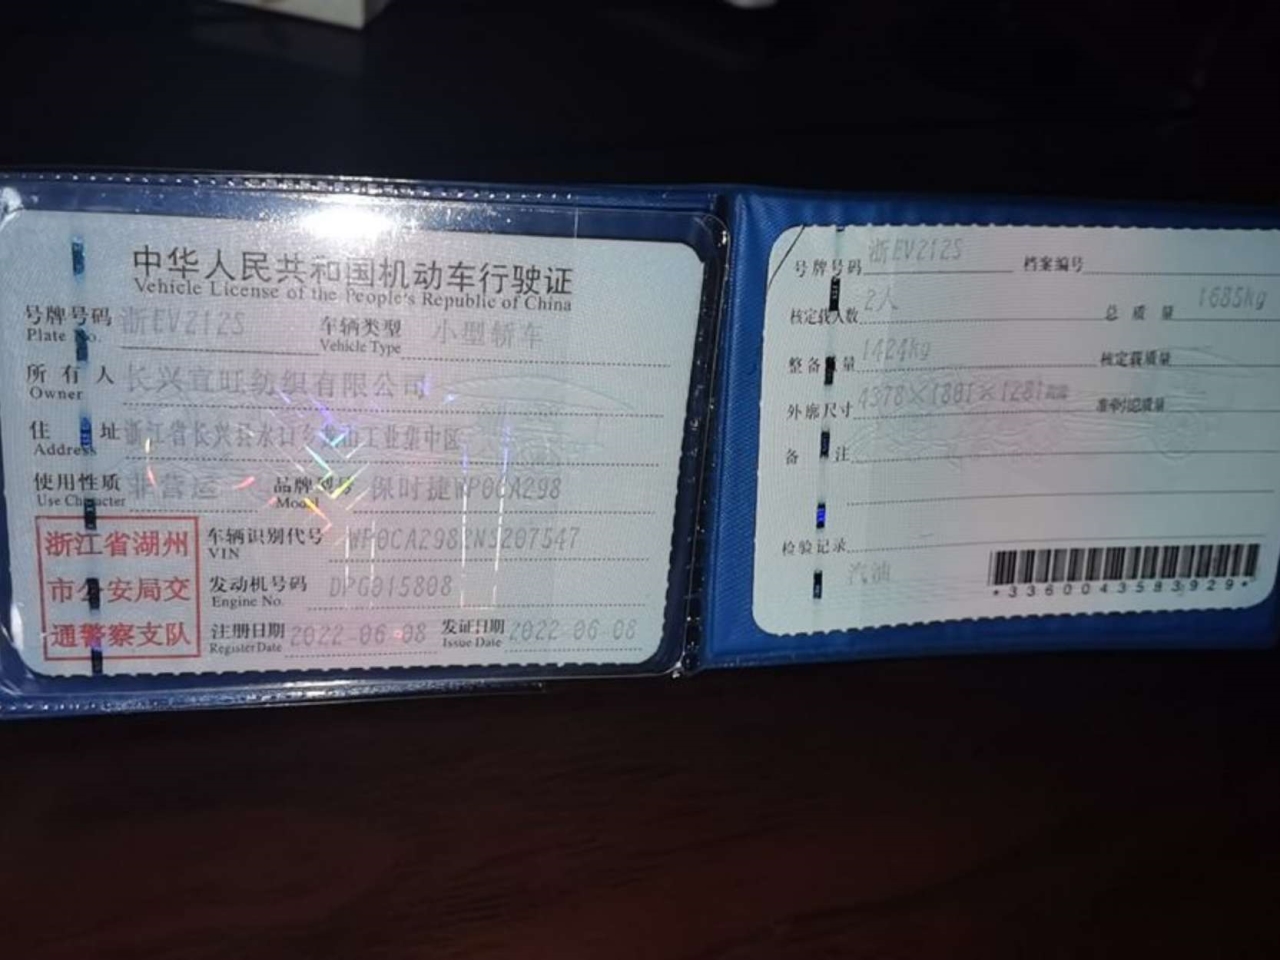 中华人民共和国机动车行驶证
Vehicle License of the People's Republic of China
号牌号码 浙EV212S 车辆类型 小型轿车
Plate No. Vehicle Type
所有人 长兴宜旺纺织有限公司
Owner
住址 浙江省长兴县水口乡 工业集中区
Address
使用性质 非营运 品牌型号 保时捷WP0CA298
Use Character Model
浙江省湖州
市公安局交
通警察支队
车辆识别代号 WP0CA2982NS207547
VIN
发动机号码 DPG015808
Engine No.
注册日期 2022-06-08 发证日期 2022-06-08
Register Date Issue Date
号牌号码 浙EV212S 档案编号
核定载人数 2人 总质量 1685kg
整备质量 1424kg 核定载质量
外廓尺寸 4378×1801×1281mm 准牵引总质量
备注
检验记录
汽油
*3360043583929*